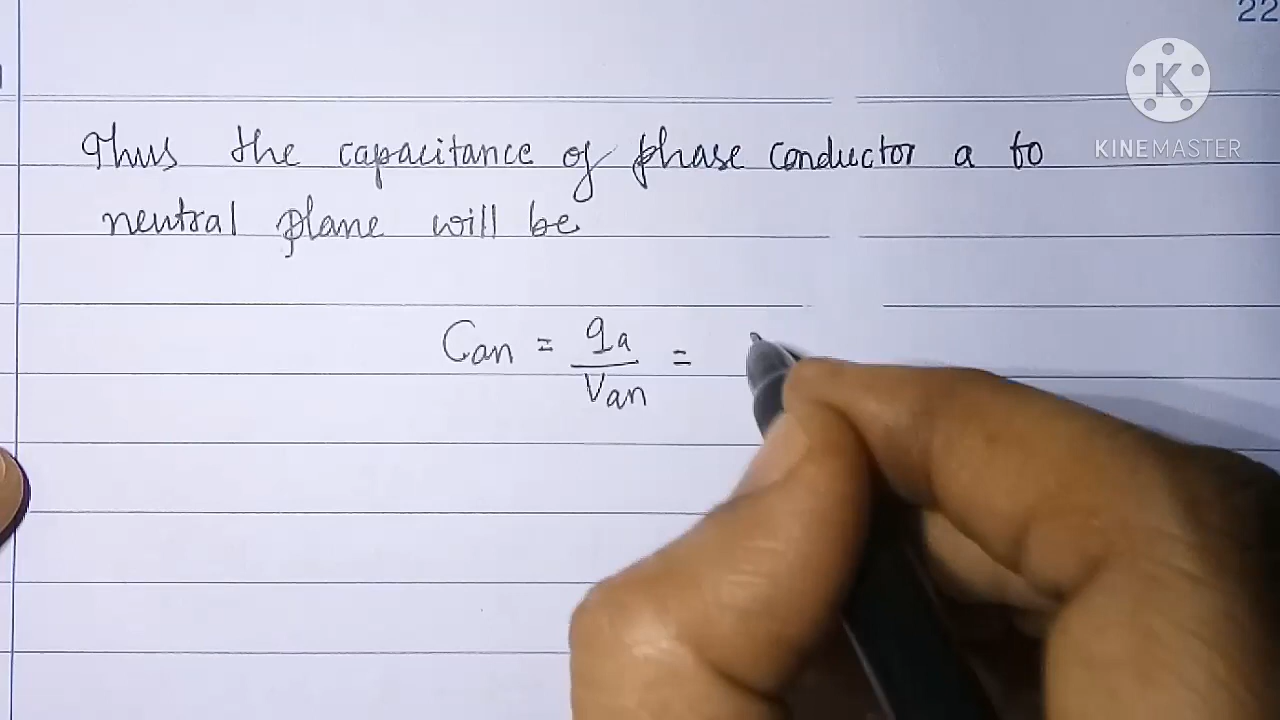 22
K
KINEMASTER
Thus the capacitance of phase conductor a to
neutral plane will be
Can = qa/Van =